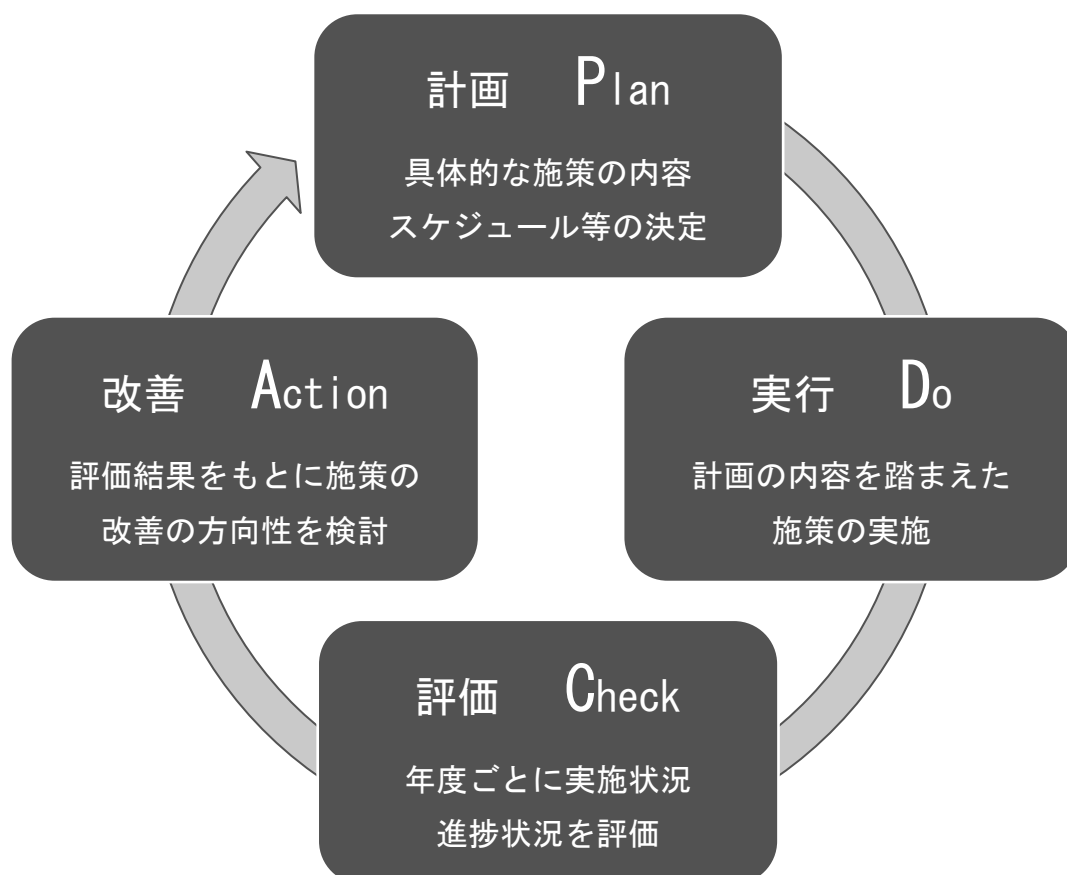 計画 Plan
具体的な施策の内容
スケジュール等の決定
実行 Do
計画の内容を踏まえた
施策の実施
評価 Check
年度ごとに実施状況
進捗状況を評価
改善 Action
評価結果をもとに施策の
改善の方向性を検討